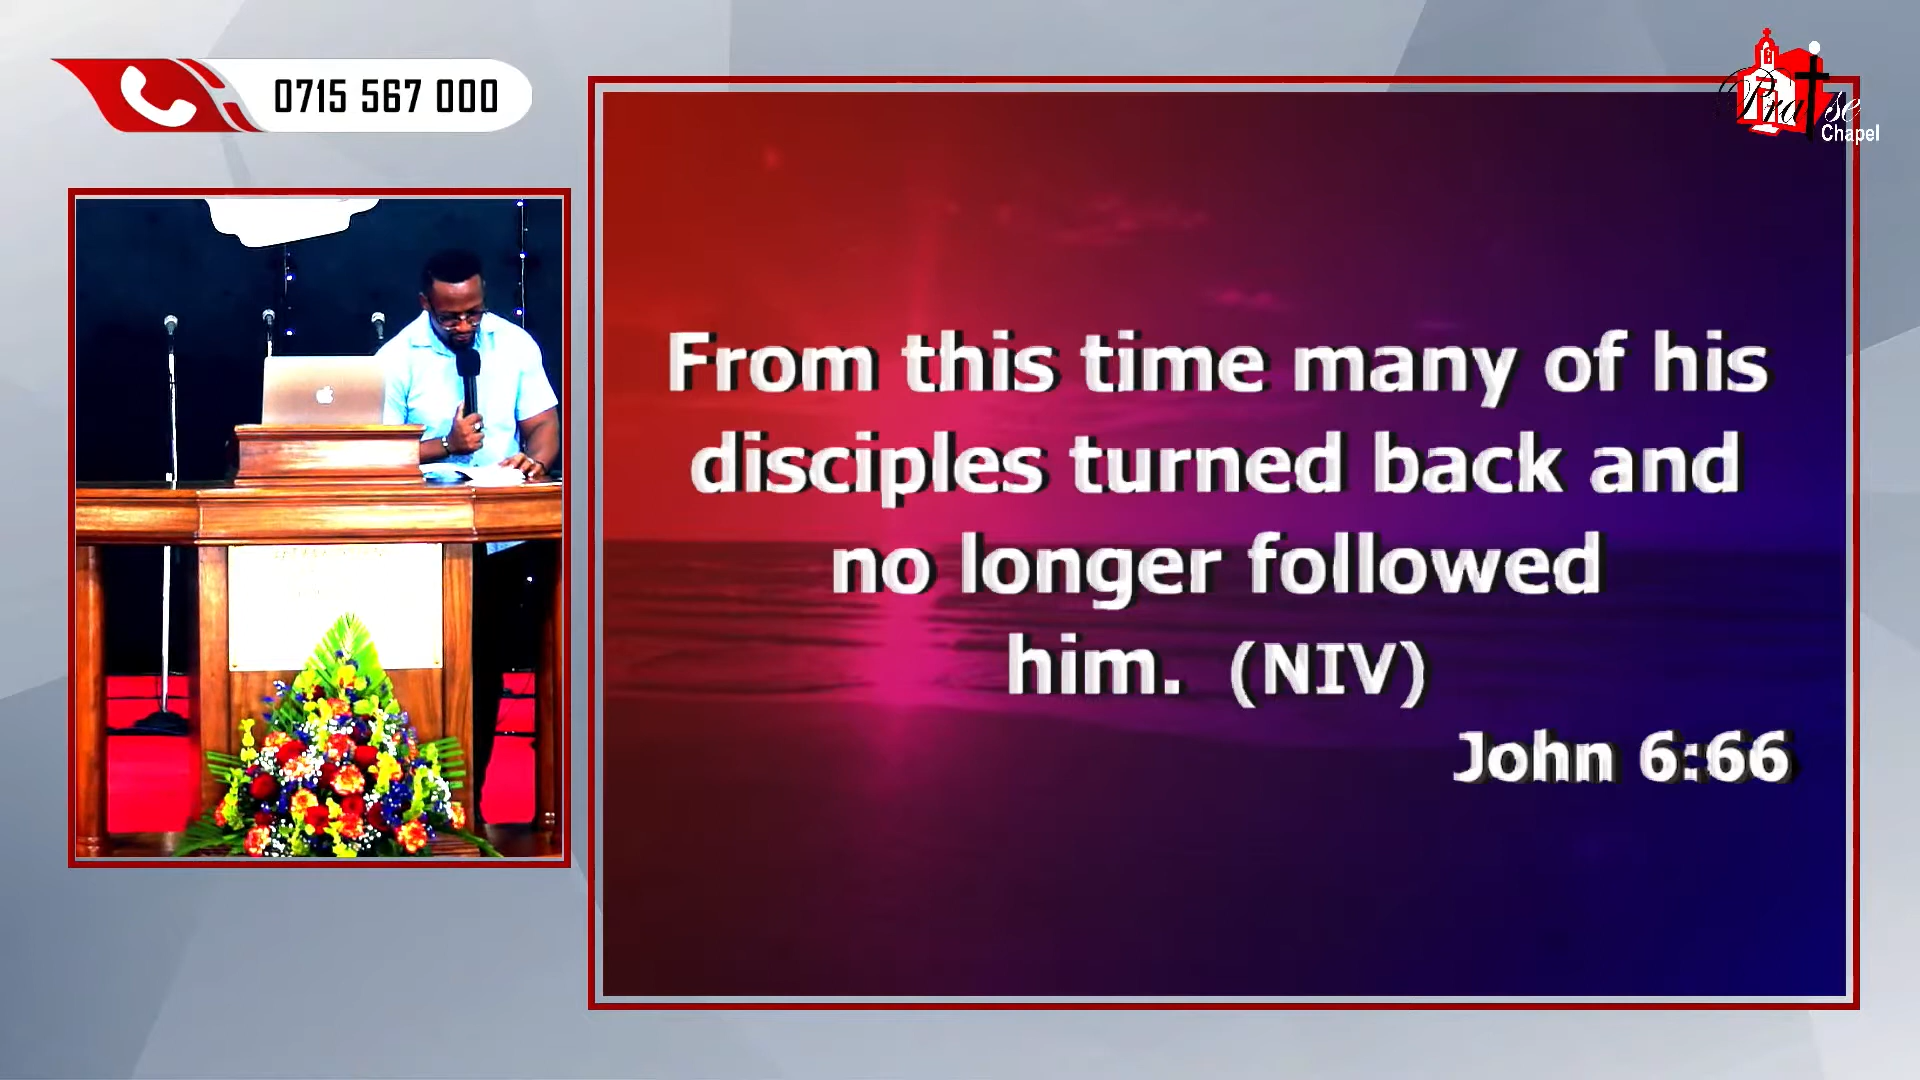 0715 567 000
Praise
Chapel
From this time many of his
disciples turned back and
no longer followed
him. (NIV)
John 6:66